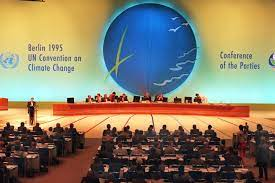 Berlin 1995
UN Convention on
Climate Change
Conference
of the Parties